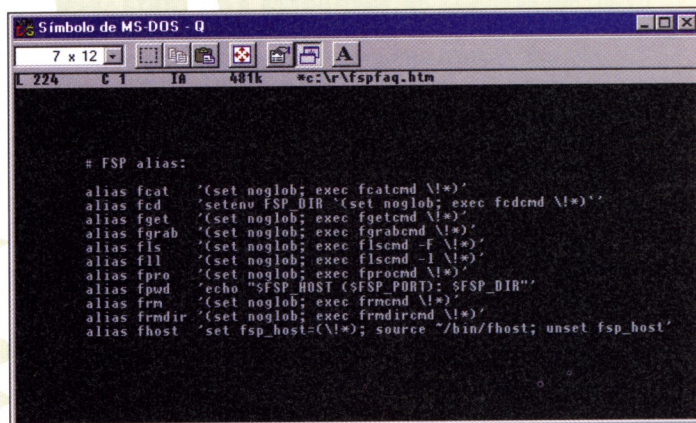 Símbolo de MS-DOS - Q
7 x 12
A
L 224 C 1 IA 481k *c:\r\fspfaq.htm
# FSP alias:
alias fcat '(set noglob; exec fcatcmd \!*)'
alias fcd 'setenv FSP_DIR `(set noglob; exec fcdcmd \!*)`'
alias fget '(set noglob; exec fgetcmd \!*)'
alias fgrab '(set noglob; exec fgrabcmd \!*)'
alias fls '(set noglob; exec flscmd -F \!*)'
alias fll '(set noglob; exec flscmd -l \!*)'
alias fpro '(set noglob; exec fprocmd \!*)'
alias fpwd 'echo "$FSP_HOST ($FSP_PORT): $FSP_DIR"'
alias frm '(set noglob; exec frmcmd \!*)'
alias frmdir '(set noglob; exec frmdircmd \!*)'
alias fhost 'set fsp_host=(\!*); source ~/bin/fhost; unset fsp_host'